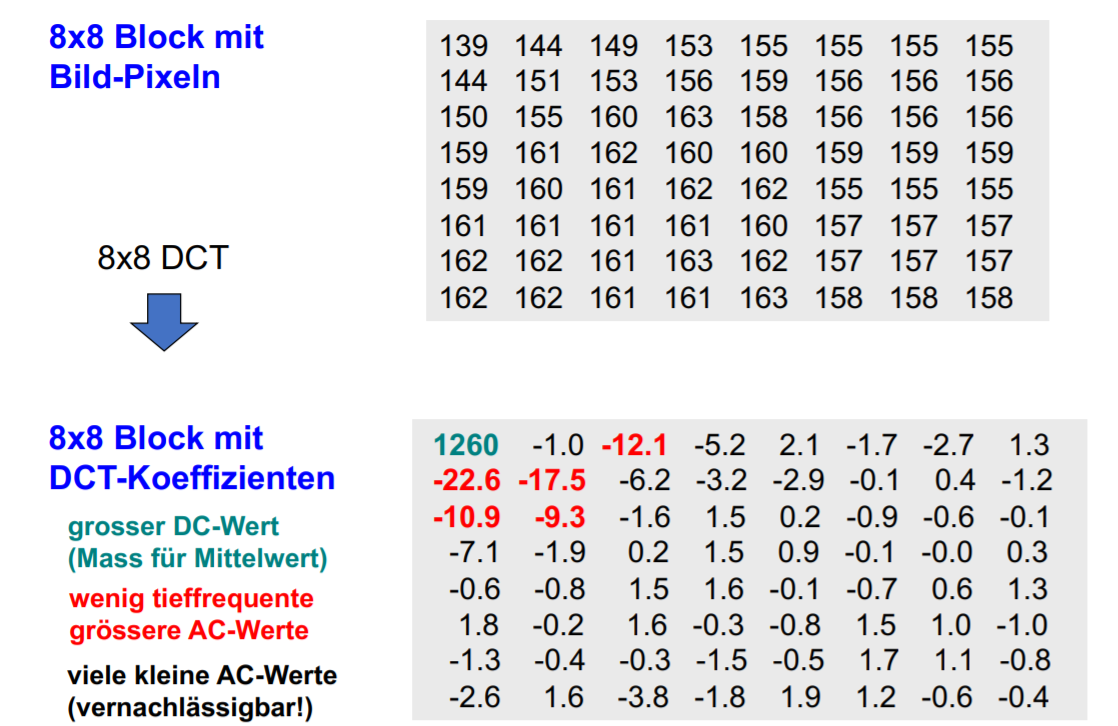 8x8 Block mit
Bild-Pixeln
139 144 149 153 155 155 155 155
144 151 153 156 159 156 156 156
150 155 160 163 158 156 156 156
159 161 162 160 160 159 159 159
159 160 161 162 162 155 155 155
161 161 161 161 160 157 157 157
162 162 161 163 162 157 157 157
162 162 161 161 163 158 158 158
8x8 DCT
8x8 Block mit
DCT-Koeffizienten
grosser DC-Wert
(Mass für Mittelwert)
wenig tieffrequente
grössere AC-Werte
viele kleine AC-Werte
(vernachlässigbar!)
1260 -1.0 -12.1 -5.2 2.1 -1.7 -2.7 1.3
-22.6 -17.5 -6.2 -3.2 -2.9 -0.1 0.4 -1.2
-10.9 -9.3 -1.6 1.5 0.2 -0.9 -0.6 -0.1
-7.1 -1.9 0.2 1.5 0.9 -0.1 -0.0 0.3
-0.6 -0.8 1.5 1.6 -0.1 -0.7 0.6 1.3
1.8 -0.2 1.6 -0.3 -0.8 1.5 1.0 -1.0
-1.3 -0.4 -0.3 -1.5 -0.5 1.7 1.1 -0.8
-2.6 1.6 -3.8 -1.8 1.9 1.2 -0.6 -0.4